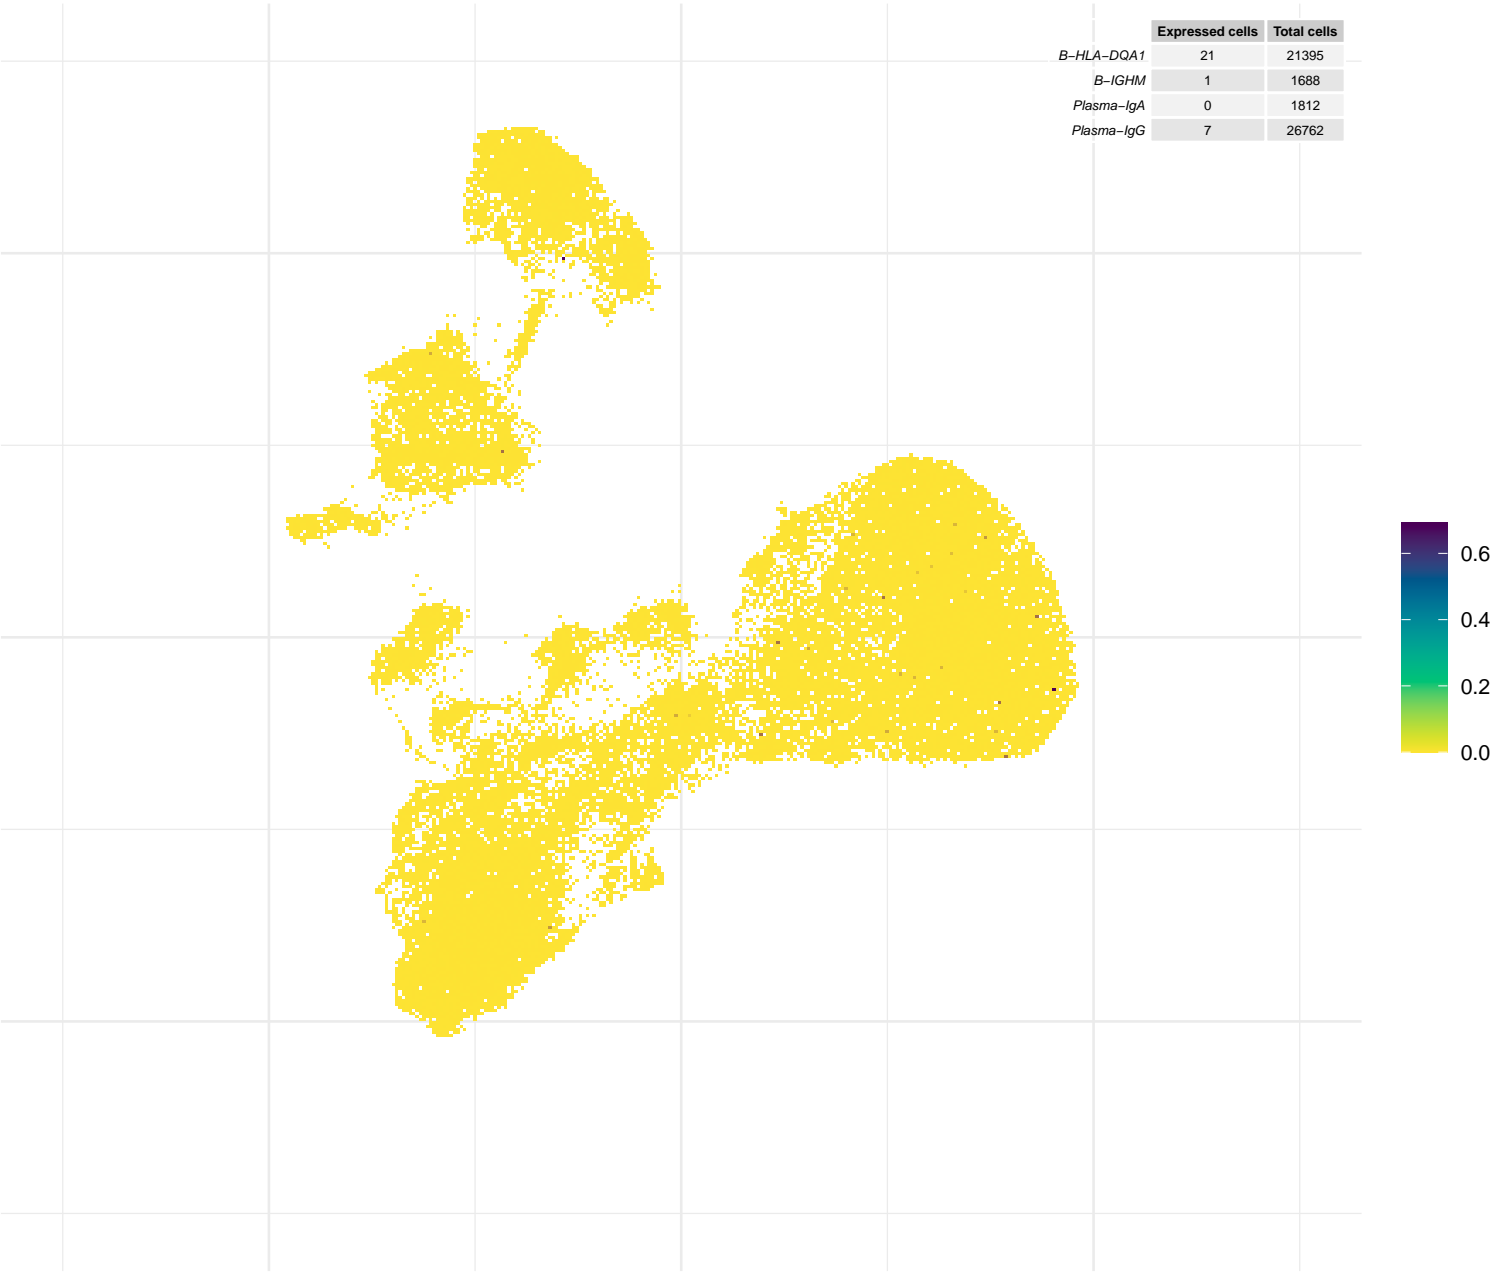 Expressed cells Total cells
B−HLA−DQA1 21 21395
B−IGHM 1 1688
Plasma−IgA 0 1812
Plasma−IgG 7 26762
0.6
0.4
0.2
0.0